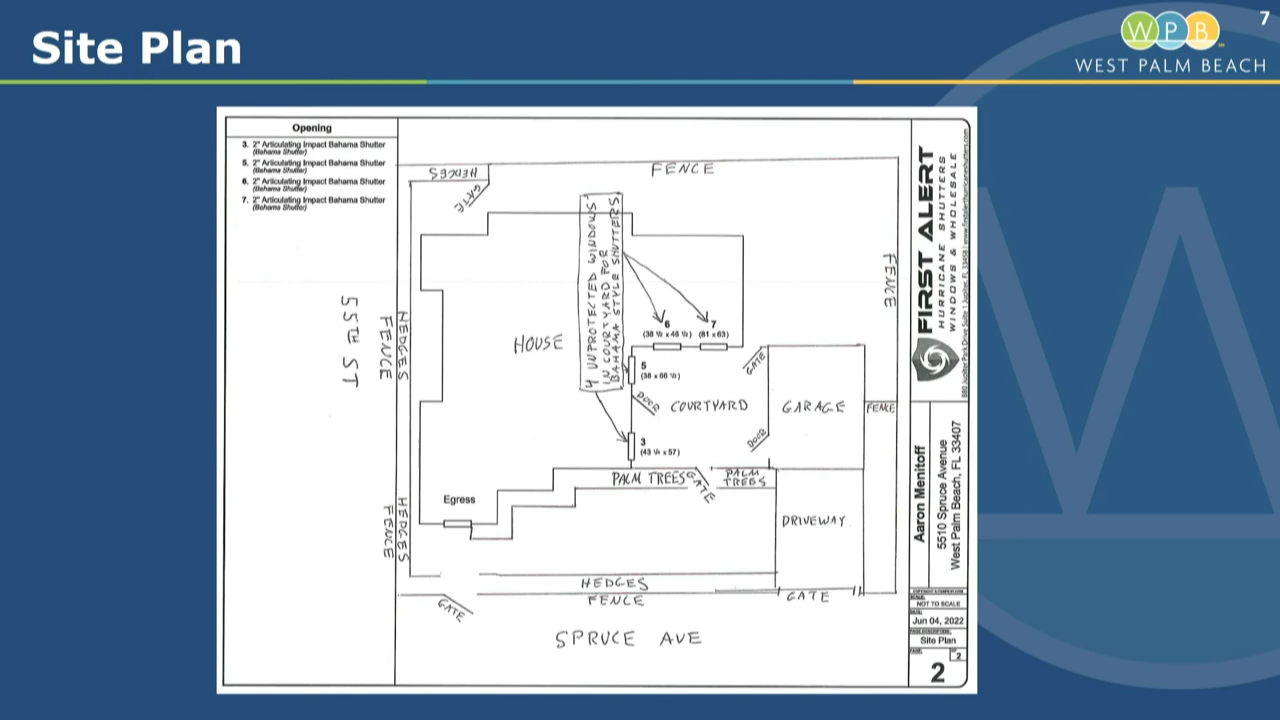 7
Site Plan
WPB
WEST PALM BEACH
Opening
3. 2" Articulating Impact Bahama Shutter
(Bahama Shutter)
5. 2" Articulating Impact Bahama Shutter
(Bahama Shutter)
6. 2" Articulating Impact Bahama Shutter
(Bahama Shutter)
7. 2" Articulating Impact Bahama Shutter
(Bahama Shutter)
HEDGES
GATE
FENCE
FENCE
4 UNPROTECTED WINDOWS
IN COURTYARD FOR
BAHAMA STYLE SHUTTERS
55TH ST
HEDGES
FENCE
HOUSE
6
(38 ½ x 46 ½)
7
(81 x 63)
5
(38 x 66 ½)
GATE
DOOR
COURTYARD
GARAGE
FENCE
DOOR
3
(43 ¼ x 57)
PALM TREES
GATE
PALM
TREES
Egress
HEDGES
FENCE
DRIVEWAY
HEDGES
FENCE
GATE
GATE
SPRUCE AVE
FIRST ALERT
HURRICANE SHUTTERS
WINDOWS & WHOLESALE
Aaron Menitoff
5510 Spruce Avenue
West Palm Beach, FL 33407
NOT TO SCALE
Jun 04, 2022
PAGE DESCRIPTION:
Site Plan
PAGE:
2
OF
2